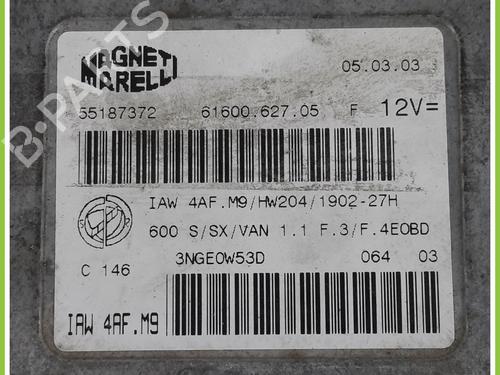 MAGNETI
MARELLI
05.03.03
55187372 61600.627.05 F 12V=
IAW 4AF.M9/HW204/1902-27H
600 S/SX/VAN 1.1 F.3/F.4EOBD
C 146 3NGE0W53D 064 03
IAW 4AF.M9
B-PARTS